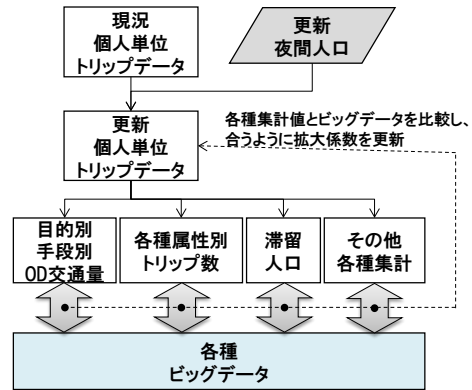 現況
個人単位
トリップデータ
更新
夜間人口
更新
個人単位
トリップデータ
各種集計値とビッグデータを比較し、
合うように拡大係数を更新
目的別
手段別
OD交通量
各種属性別
トリップ数
滞留
人口
その他
各種集計
各種
ビッグデータ